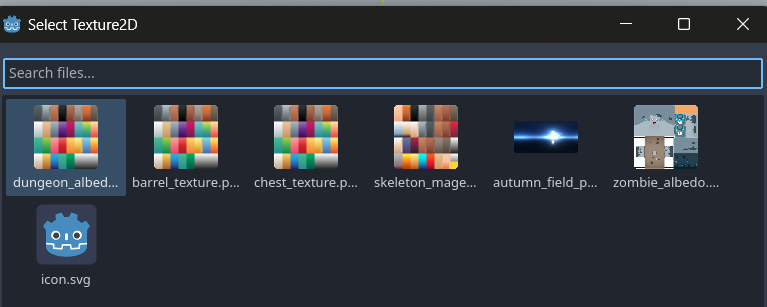 Select Texture2D
Search files...
dungeon_albed... barrel_texture.p... chest_texture.p... skeleton_mage... autumn_field_p... zombie_albedo....
icon.svg